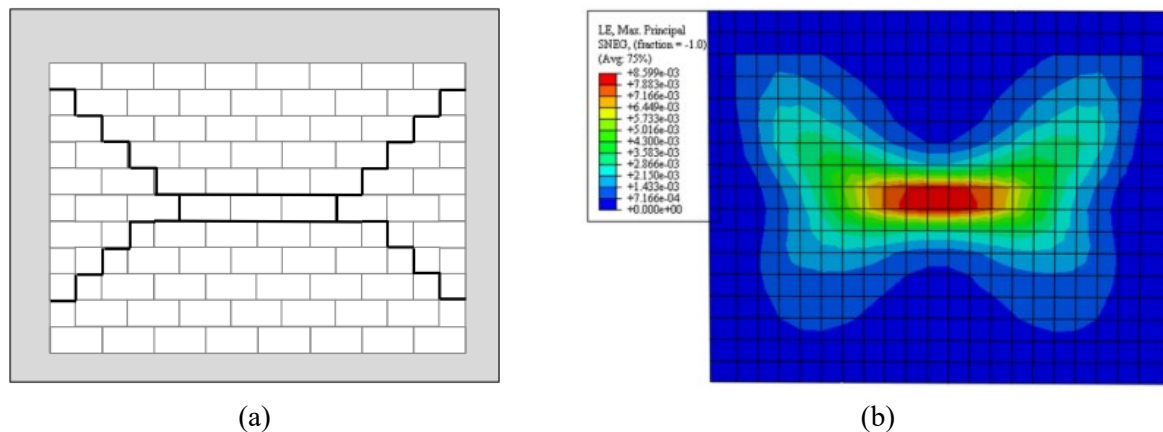 LE, Max. Principal
SNEG, (fraction = -1.0)
(Avg: 75%)
+8.599e-03
+7.883e-03
+7.166e-03
+6.449e-03
+5.733e-03
+5.016e-03
+4.300e-03
+3.583e-03
+2.866e-03
+2.150e-03
+1.433e-03
+7.166e-04
+0.000e+00
(a)
(b)